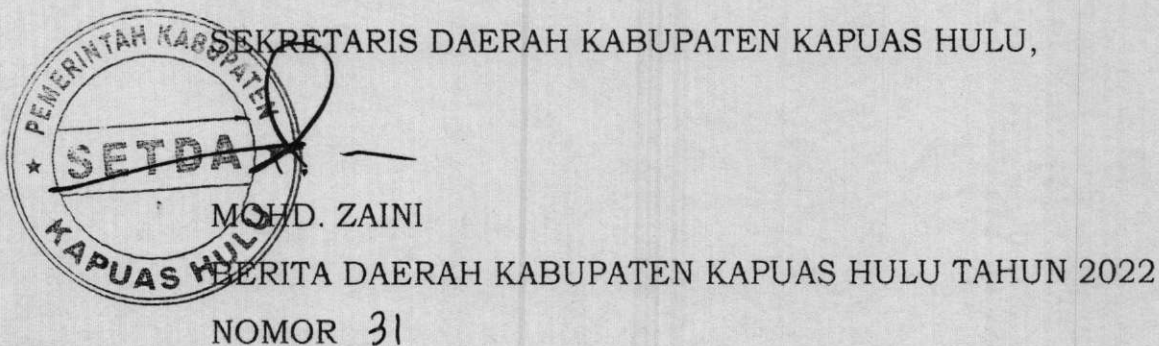 SEKRETARIS DAERAH KABUPATEN KAPUAS HULU,
PEMERINTAH KABUPATEN
★ SETDA
KAPUAS HULU
MOHD. ZAINI
BERITA DAERAH KABUPATEN KAPUAS HULU TAHUN 2022
NOMOR 31